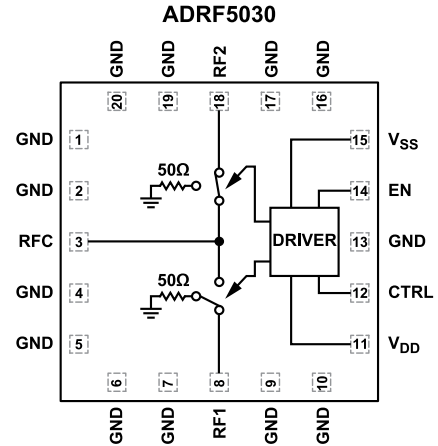 ADRF5030
GND GND RF2 GND GND
20 19 18 17 16
GND 1 15 VSS
50Ω
GND 2 14 EN
RFC 3 DRIVER 13 GND
50Ω
GND 4 12 CTRL
GND 5 11 VDD
6 7 8 9 10
GND GND RF1 GND GND